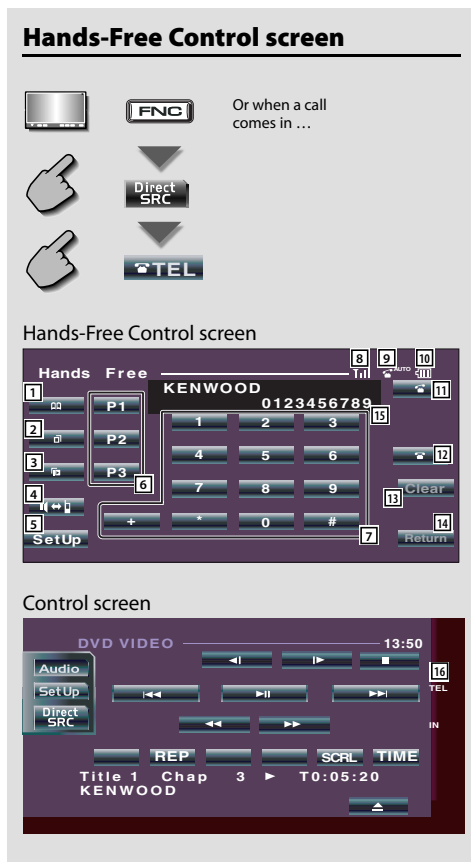 Hands-Free Control screen
FNC
Or when a call
comes in …
Direct
SRC
TEL
Hands-Free Control screen
8 9 10
AUTO
Hands Free
1 11
KENWOOD
0123456789
P1
15
1 2 3
2
P2
4 5 6
12
3
P3
6
7 8 9
13
Clear
4
5
+ * 0 #
14
SetUp
7
Return
Control screen
DVD VIDEO 13:50
Audio
16
SetUp
TEL
Direct
SRC
IN
REP SCRL TIME
Title 1 Chap 3 ► T0:05:20
KENWOOD